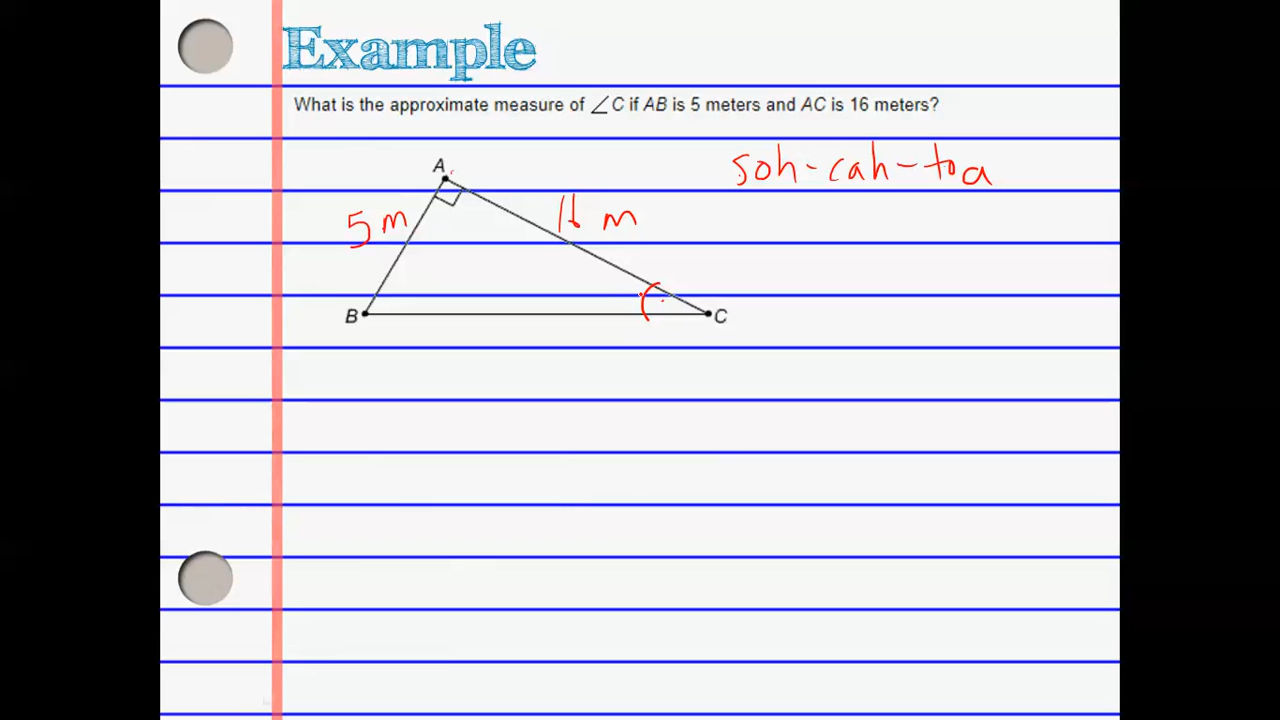 Example
What is the approximate measure of ∠C if AB is 5 meters and AC is 16 meters?
soh-cah-toa
A
5 m
16 m
B
C